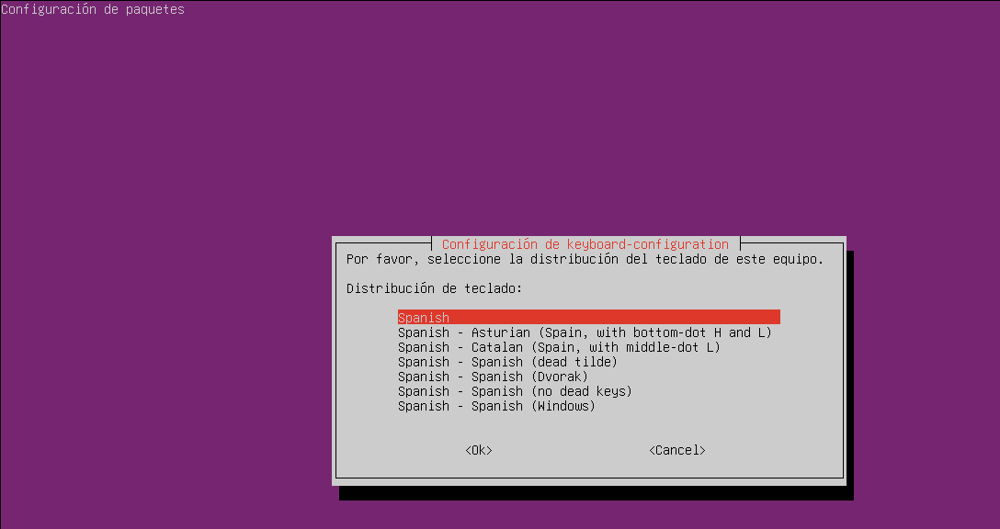 Configuración de paquetes
Configuración de keyboard-configuration
Por favor, seleccione la distribución del teclado de este equipo.
Distribución de teclado:
Spanish
Spanish - Asturian (Spain, with bottom-dot H and L)
Spanish - Catalan (Spain, with middle-dot L)
Spanish - Spanish (dead tilde)
Spanish - Spanish (Dvorak)
Spanish - Spanish (no dead keys)
Spanish - Spanish (Windows)
<Ok> <Cancel>